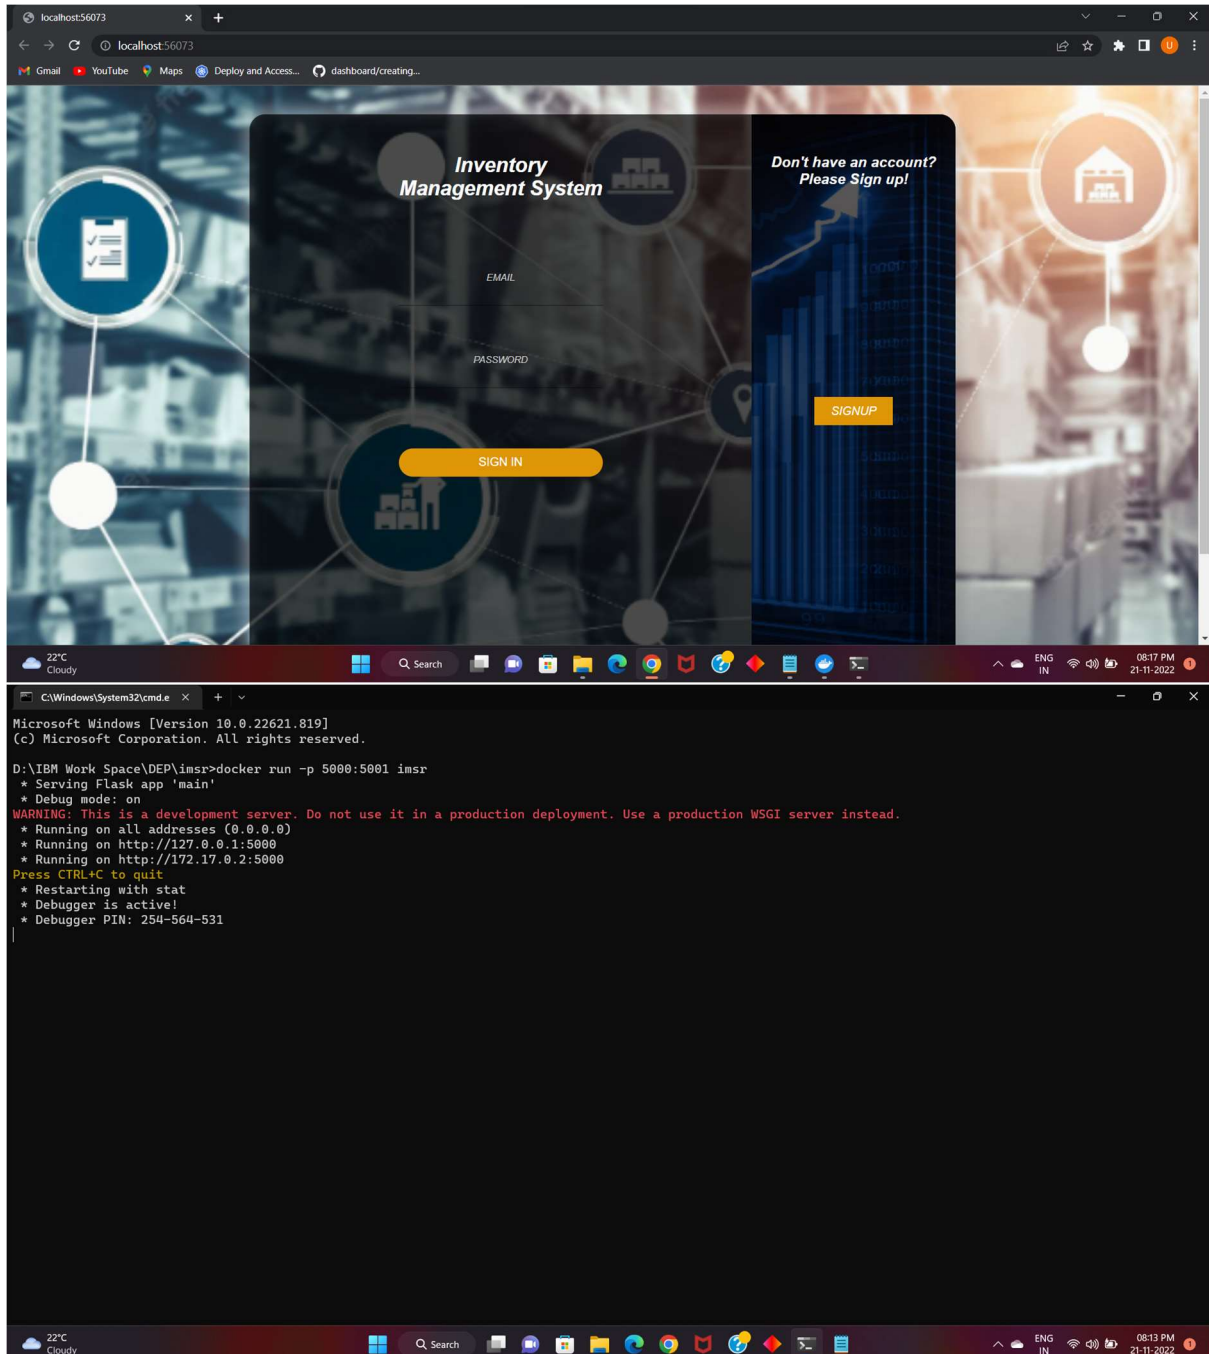 localhost:56073
localhost:56073
U
Gmail YouTube Maps Deploy and Access... dashboard/creating...
Inventory
Management System
Don't have an account?
Please Sign up!
EMAIL
PASSWORD
SIGNUP
SIGN IN
22°C
Cloudy
Search
ENG
IN
08:17 PM
21-11-2022
1
C:\Windows\System32\cmd.e
Microsoft Windows [Version 10.0.22621.819]
(c) Microsoft Corporation. All rights reserved.
D:\IBM Work Space\DEP\imsr>docker run -p 5000:5001 imsr
* Serving Flask app 'main'
* Debug mode: on
WARNING: This is a development server. Do not use it in a production deployment. Use a production WSGI server instead.
* Running on all addresses (0.0.0.0)
* Running on http://127.0.0.1:5000
* Running on http://172.17.0.2:5000
Press CTRL+C to quit
* Restarting with stat
* Debugger is active!
* Debugger PIN: 254-564-531
22°C
Cloudy
Search
ENG
IN
08:13 PM
21-11-2022
1